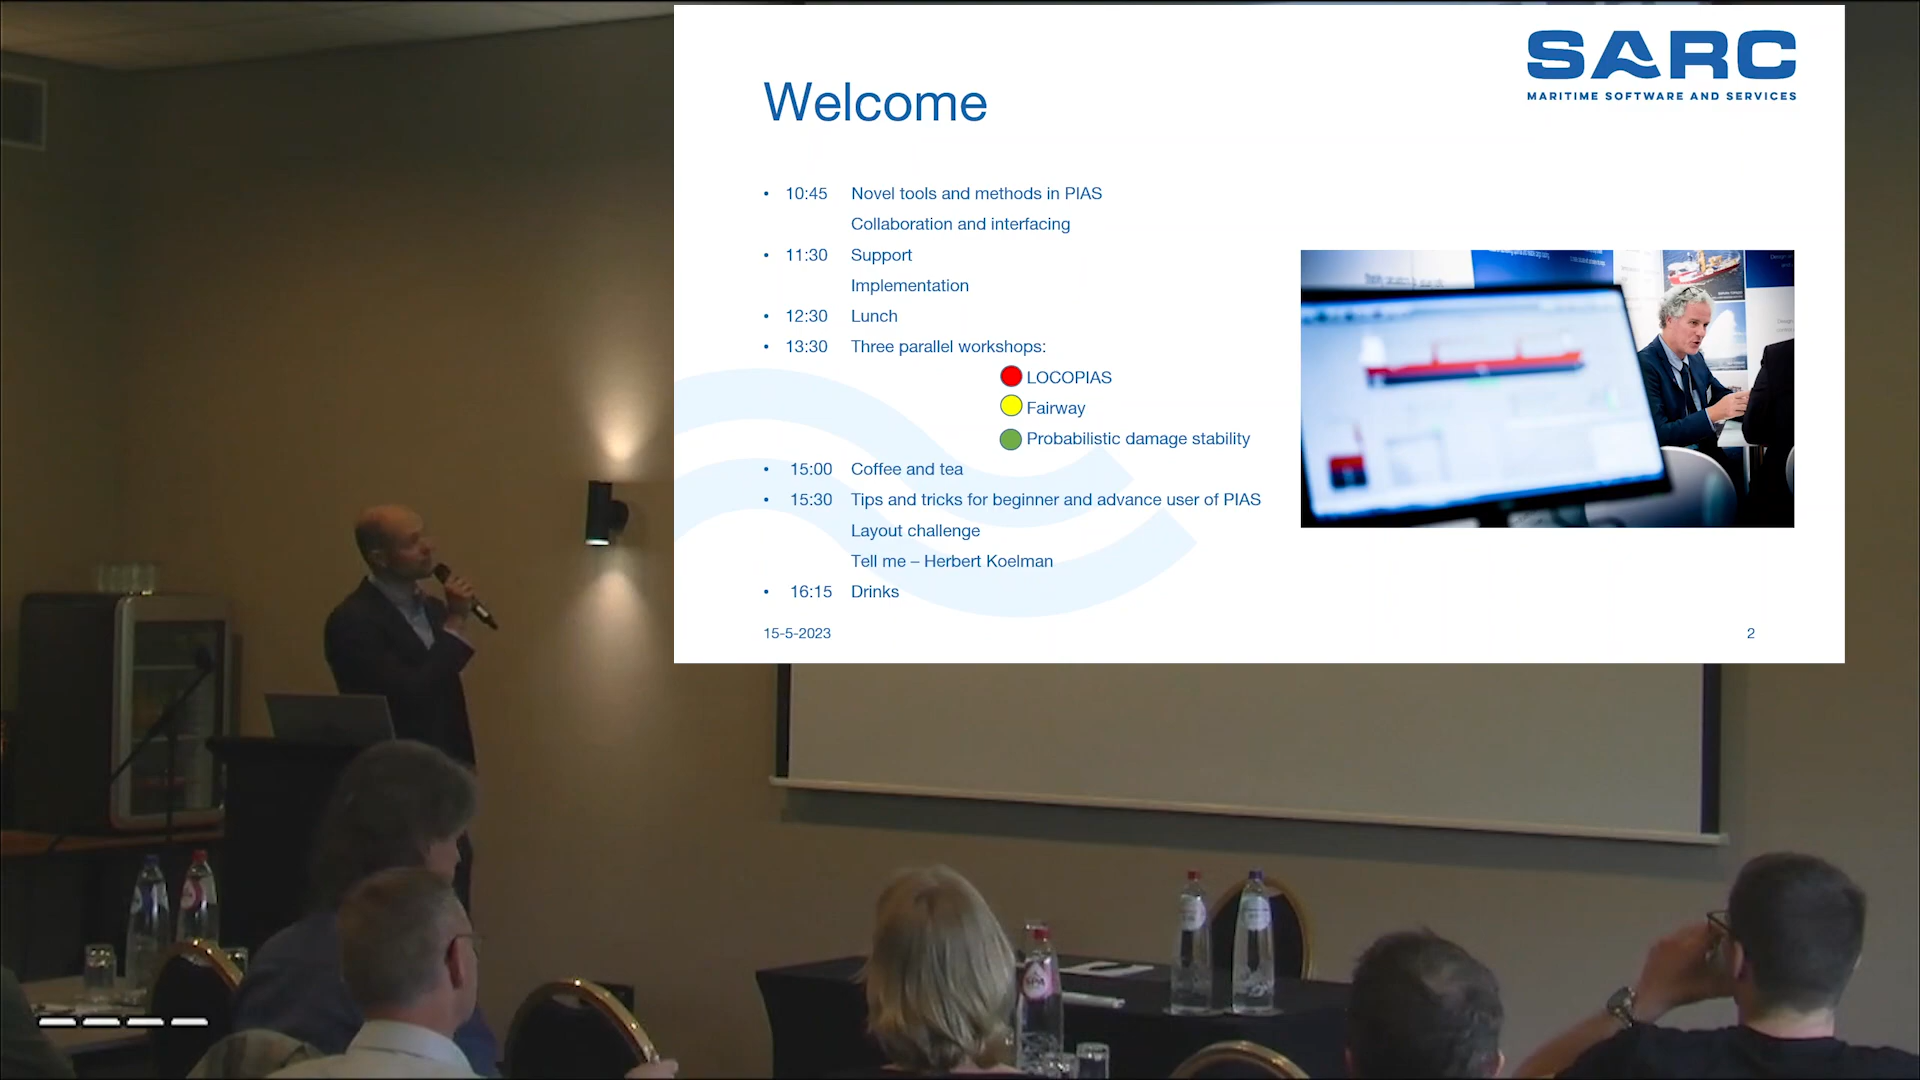 SARC
MARITIME SOFTWARE AND SERVICES
Welcome
• 10:45 Novel tools and methods in PIAS
Collaboration and interfacing
• 11:30 Support
Implementation
• 12:30 Lunch
• 13:30 Three parallel workshops:
LOCOPIAS
Fairway
Probabilistic damage stability
• 15:00 Coffee and tea
• 15:30 Tips and tricks for beginner and advance user of PIAS
Layout challenge
Tell me – Herbert Koelman
• 16:15 Drinks
15-5-2023
2
SPA